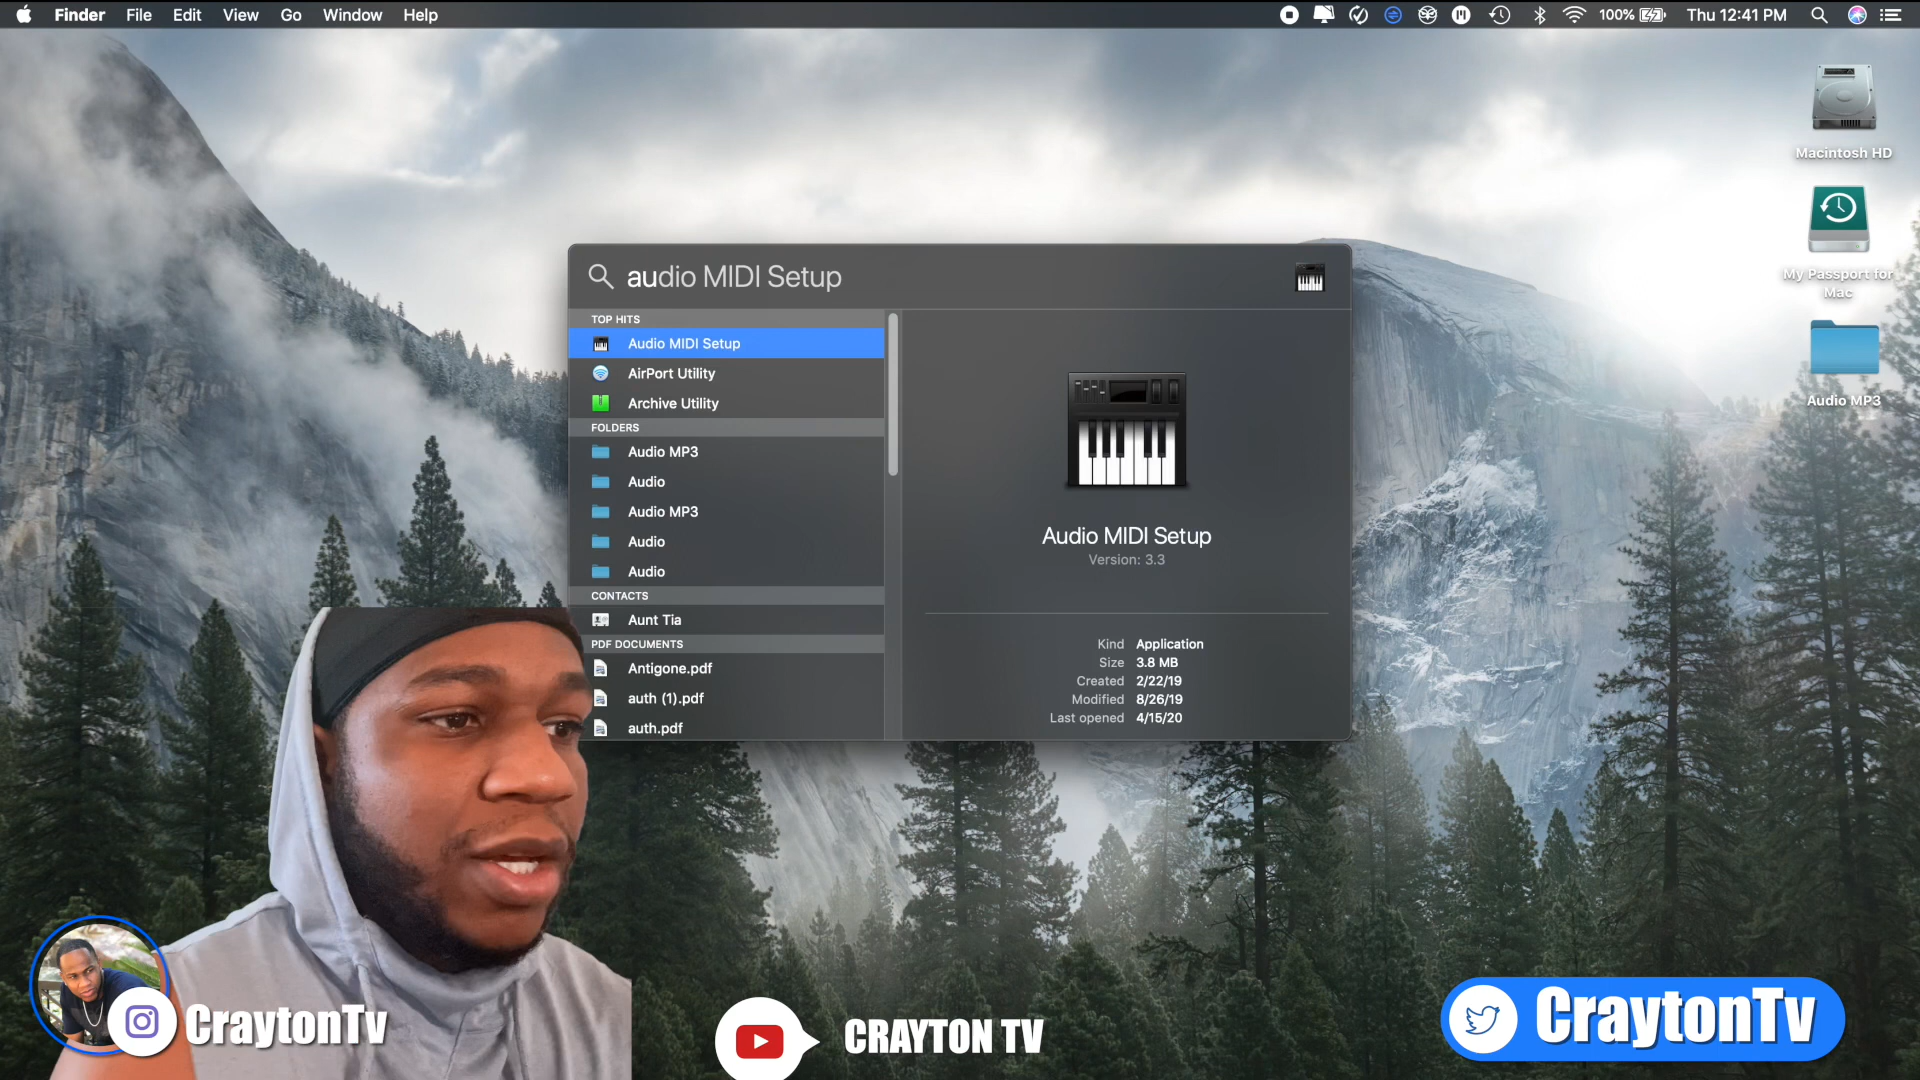 Finder File Edit View Go Window Help
100% Thu 12:41 PM
Macintosh HD
My Passport for
Mac
Audio MP3
audio MIDI Setup
TOP HITS
Audio MIDI Setup
AirPort Utility
Archive Utility
FOLDERS
Audio MP3
Audio
Audio MP3
Audio
Audio
CONTACTS
Aunt Tia
PDF DOCUMENTS
Antigone.pdf
auth (1).pdf
auth.pdf
Audio MIDI Setup
Version: 3.3
Kind Application
Size 3.8 MB
Created 2/22/19
Modified 8/26/19
Last opened 4/15/20
CraytonTv
CRAYTON TV
CraytonTv